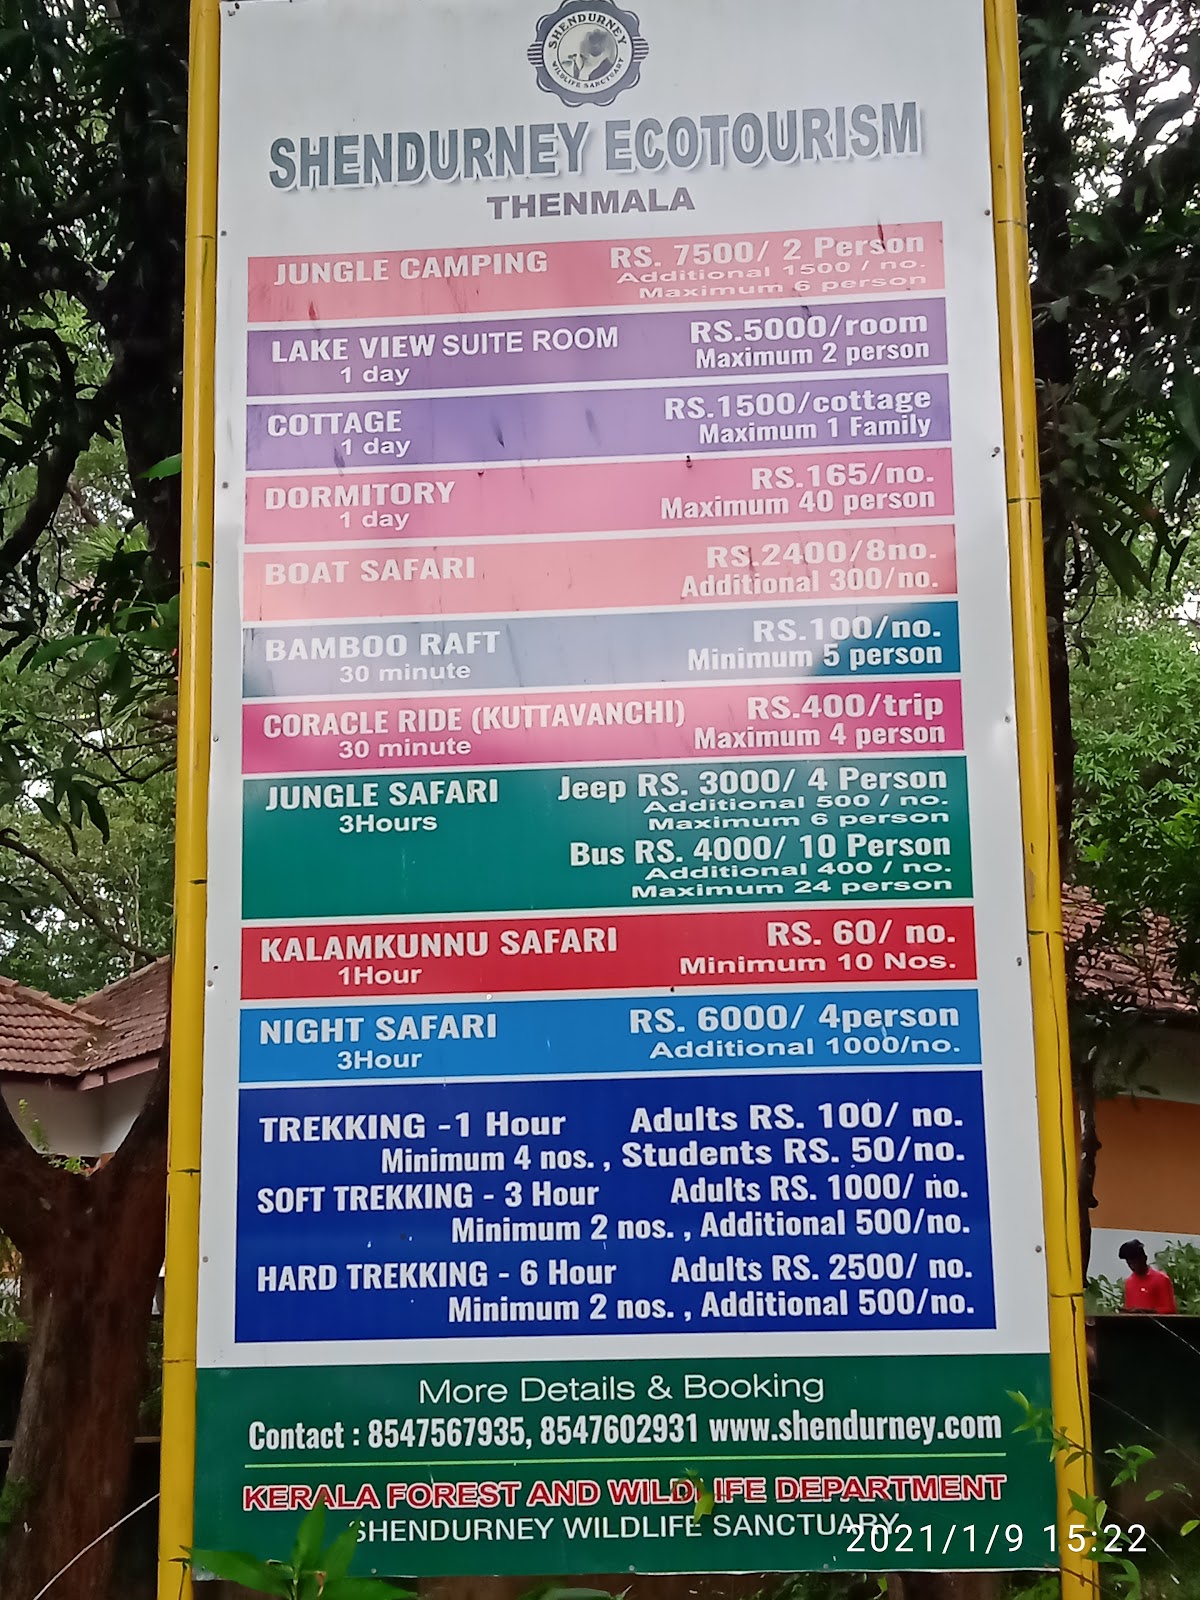 SHENDURNEY
WILDLIFE SANCTUARY
SHENDURNEY ECOTOURISM
THENMALA
JUNGLE CAMPING RS. 7500/ 2 Person
Additional 1500 / no.
Maximum 6 person
LAKE VIEW SUITE ROOM RS.5000/room
1 day Maximum 2 person
COTTAGE RS.1500/cottage
1 day Maximum 1 Family
DORMITORY RS.165/no.
1 day Maximum 40 person
BOAT SAFARI RS.2400/8no.
Additional 300/no.
BAMBOO RAFT RS.100/no.
30 minute Minimum 5 person
CORACLE RIDE (KUTTAVANCHI) RS.400/trip
30 minute Maximum 4 person
JUNGLE SAFARI Jeep RS. 3000/ 4 Person
3Hours Additional 500 / no.
Maximum 6 person
Bus RS. 4000/ 10 Person
Additional 400 / no.
Maximum 24 person
KALAMKUNNU SAFARI RS. 60/ no.
1Hour Minimum 10 Nos.
NIGHT SAFARI RS. 6000/ 4person
3Hour Additional 1000/no.
TREKKING -1 Hour Adults RS. 100/ no.
Minimum 4 nos. , Students RS. 50/no.
SOFT TREKKING - 3 Hour Adults RS. 1000/ no.
Minimum 2 nos. , Additional 500/no.
HARD TREKKING - 6 Hour Adults RS. 2500/ no.
Minimum 2 nos. , Additional 500/no.
More Details & Booking
Contact : 8547567935, 8547602931 www.shendurney.com
KERALA FOREST AND WILDLIFE DEPARTMENT
SHENDURNEY WILDLIFE SANCTUARY
2021/1/9 15:22